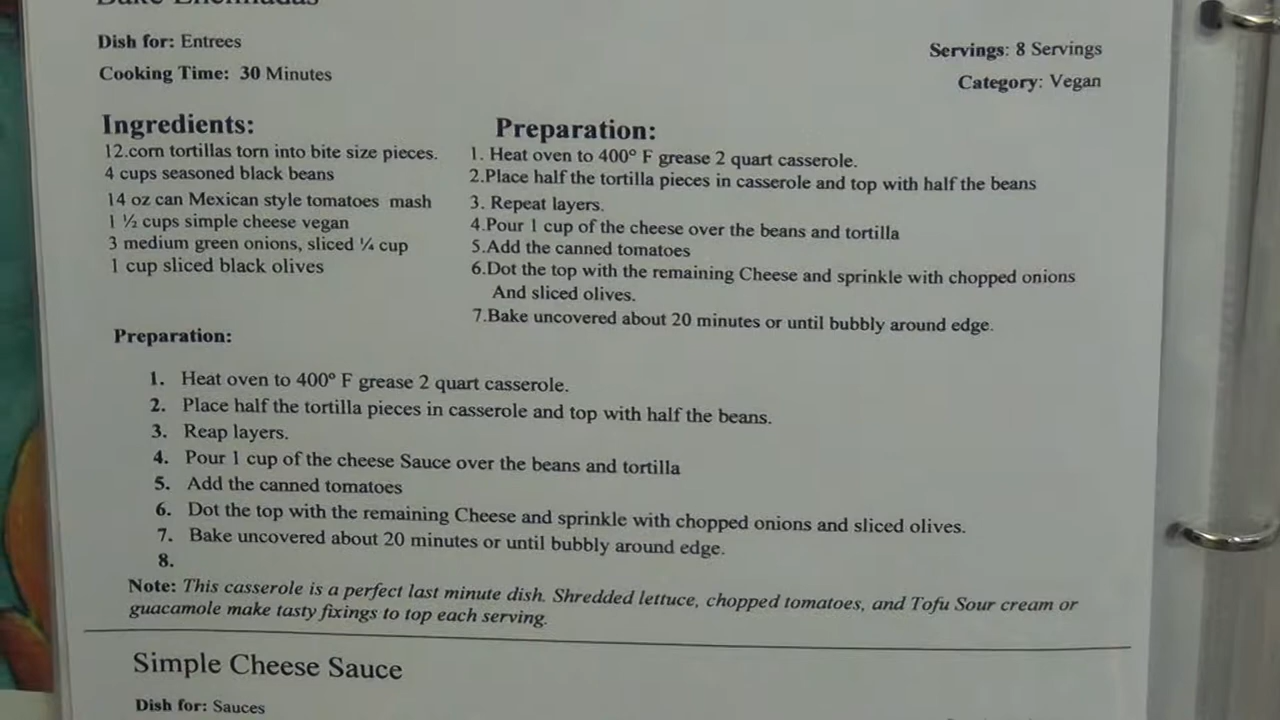 Bake Enchiladas
Dish for: Entrees
Cooking Time: 30 Minutes
Servings: 8 Servings
Category: Vegan
Ingredients:
12.corn tortillas torn into bite size pieces.
4 cups seasoned black beans
14 oz can Mexican style tomatoes mash
1 ½ cups simple cheese vegan
3 medium green onions, sliced ¼ cup
1 cup sliced black olives
Preparation:
1. Heat oven to 400° F grease 2 quart casserole.
2.Place half the tortilla pieces in casserole and top with half the beans
3. Repeat layers.
4.Pour 1 cup of the cheese over the beans and tortilla
5.Add the canned tomatoes
6.Dot the top with the remaining Cheese and sprinkle with chopped onions
And sliced olives.
7.Bake uncovered about 20 minutes or until bubbly around edge.
Preparation:
1. Heat oven to 400° F grease 2 quart casserole.
2. Place half the tortilla pieces in casserole and top with half the beans.
3. Reap layers.
4. Pour 1 cup of the cheese Sauce over the beans and tortilla
5. Add the canned tomatoes
6. Dot the top with the remaining Cheese and sprinkle with chopped onions and sliced olives.
7. Bake uncovered about 20 minutes or until bubbly around edge.
8.
Note: This casserole is a perfect last minute dish. Shredded lettuce, chopped tomatoes, and Tofu Sour cream or
guacamole make tasty fixings to top each serving.
Simple Cheese Sauce
Dish for: Sauces